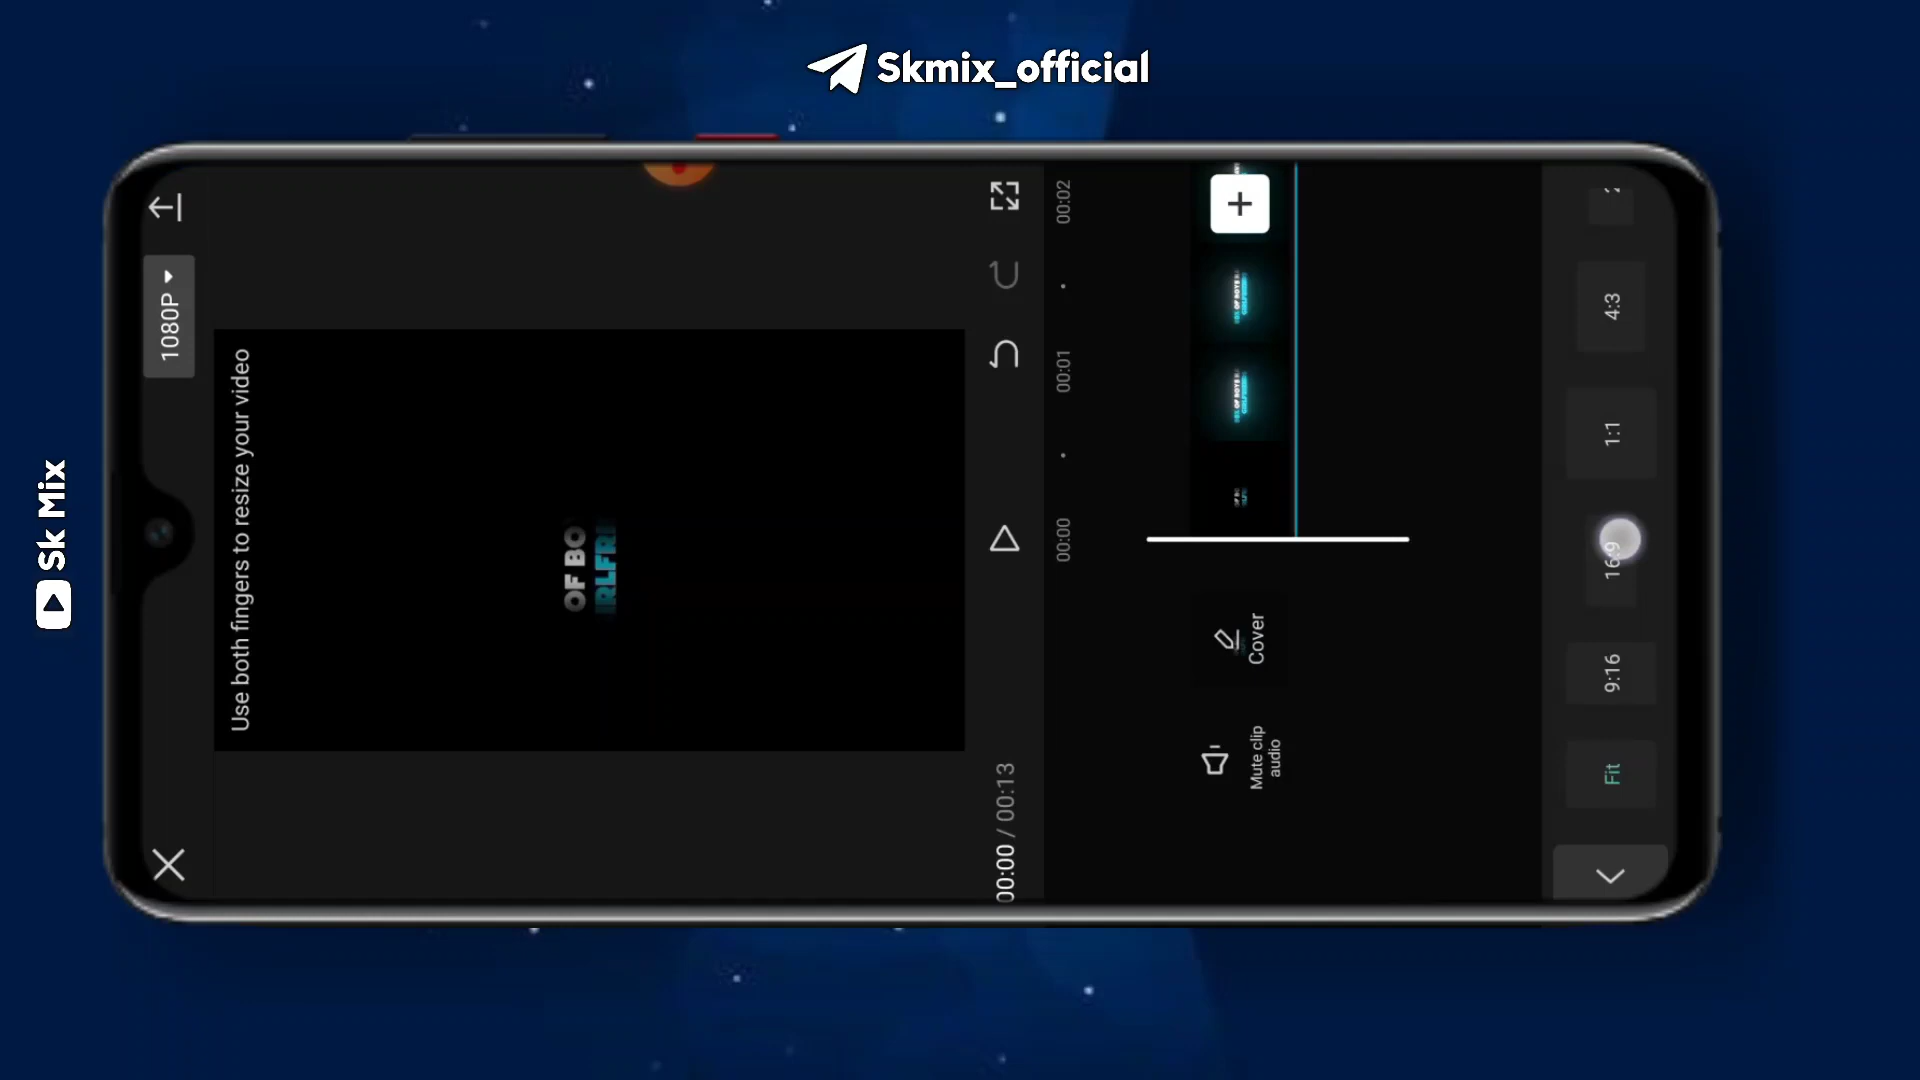 Skmix_official
Sk Mix
1080P
Use both fingers to resize your video
OF BO
RLFRI
00:00 / 00:13
00:00
00:01
00:02
Cover
Mute clip
audio
Fit
9:16
16:9
1:1
4:3